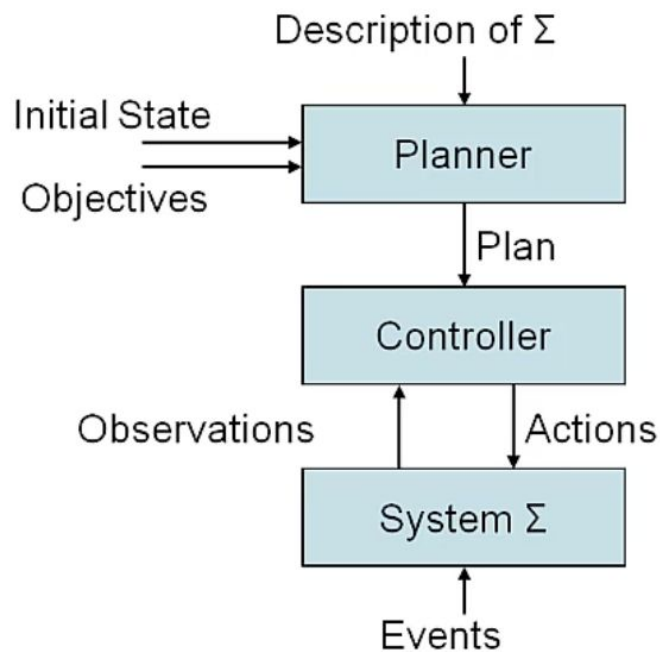 Description of Σ
Initial State
Planner
Objectives
Plan
Controller
Observations
Actions
System Σ
Events